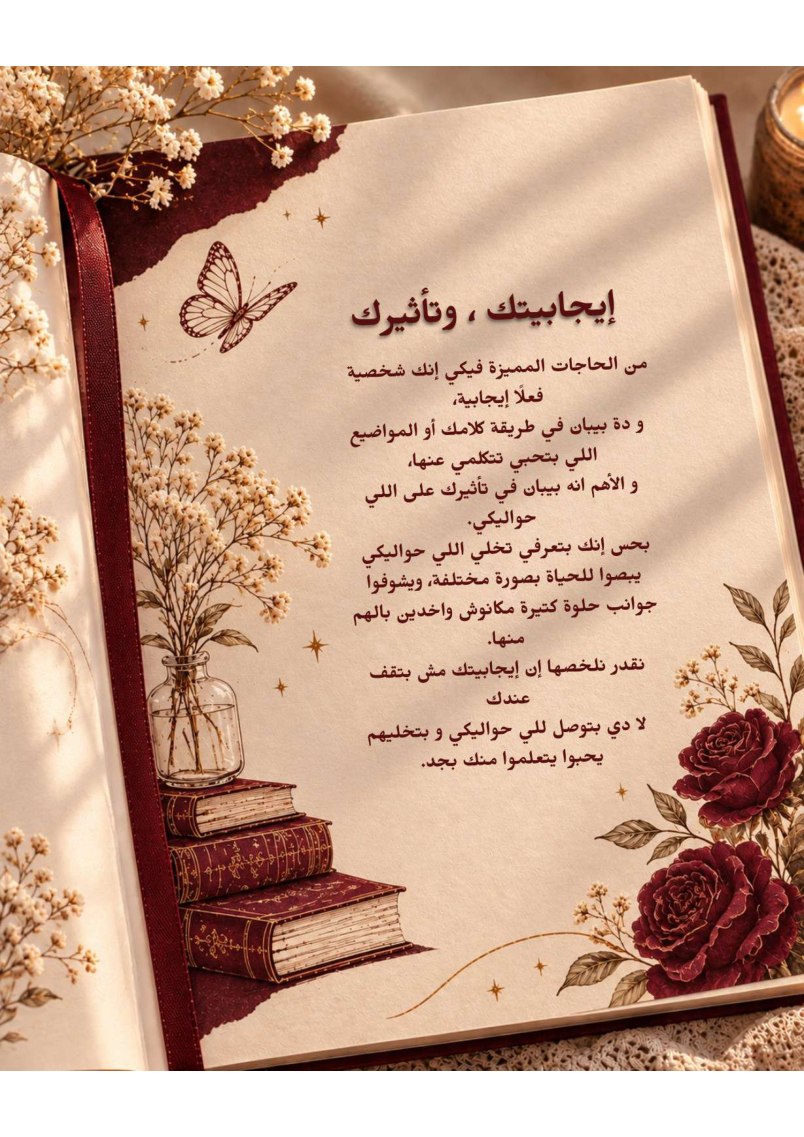 إيجابيتك ، وتأثيرك
من الحاجات المميزة فيكي إنك شخصية
فعلًا إيجابية،
و دة بيبان في طريقة كلامك أو المواضيع
اللي بتحبي تتكلمي عنها،
و الأهم انه بيبان في تأثيرك على اللي
حواليكي.
بحس إنك بتعرفي تخلي اللي حواليكي
يبصوا للحياة بصورة مختلفة، ويشوفوا
جوانب حلوة كتيرة مكانوش واخدين بالهم
منها.
نقدر نلخصها إن إيجابيتك مش بتقف
عندك
لا دي بتوصل للي حواليكي و بتخليهم
يحبوا يتعلموا منك بجد.